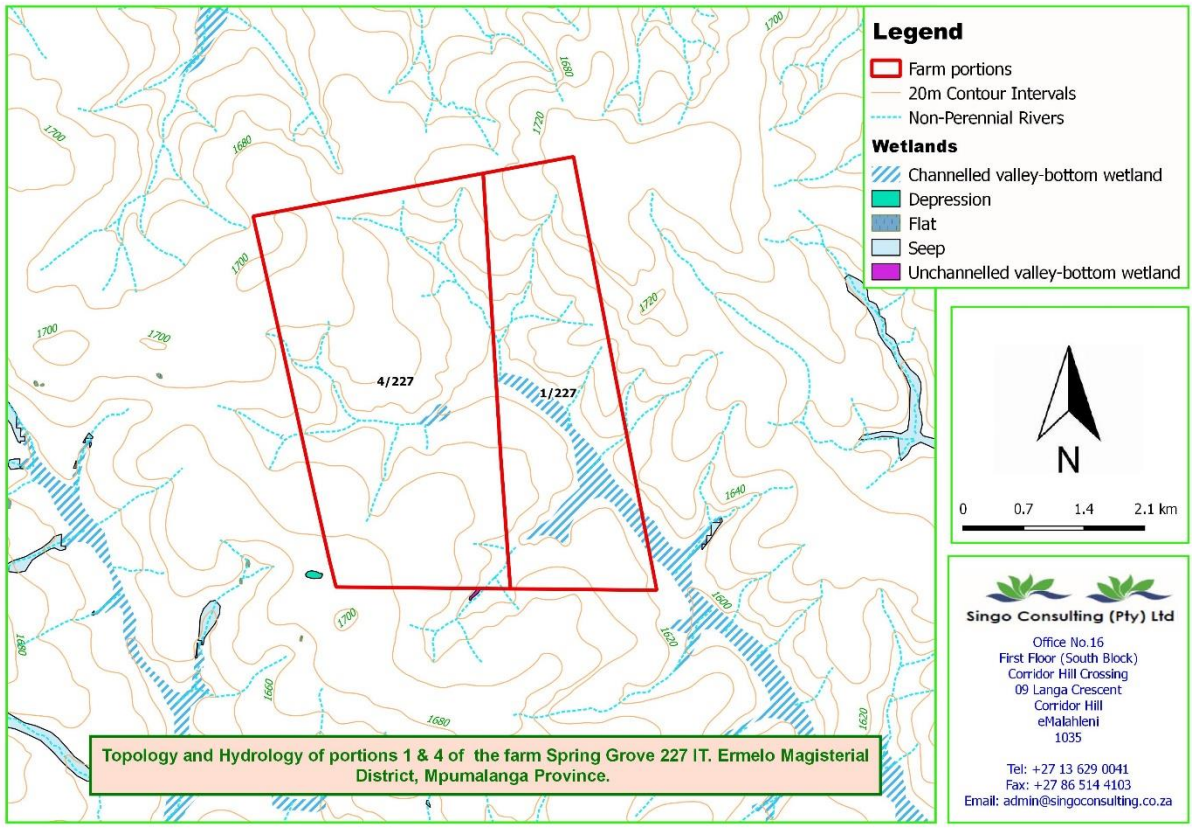 1700
1700
1680
1720
1680
1700
1700
1720
1700
1700
4/227
1/227
1640
1600
1620
1700
1680
1660
1680
1620
Topology and Hydrology of portions 1 & 4 of the farm Spring Grove 227 IT. Ermelo Magisterial
District, Mpumalanga Province.
Legend
Farm portions
20m Contour Intervals
Non-Perennial Rivers
Wetlands
Channelled valley-bottom wetland
Depression
Flat
Seep
Unchannelled valley-bottom wetland
N
0 0.7 1.4 2.1 km
Singo Consulting (Pty) Ltd
Office No.16
First Floor (South Block)
Corridor Hill Crossing
09 Langa Crescent
Corridor Hill
eMalahleni
1035
Tel: +27 13 629 0041
Fax: +27 86 514 4103
Email: admin@singoconsulting.co.za